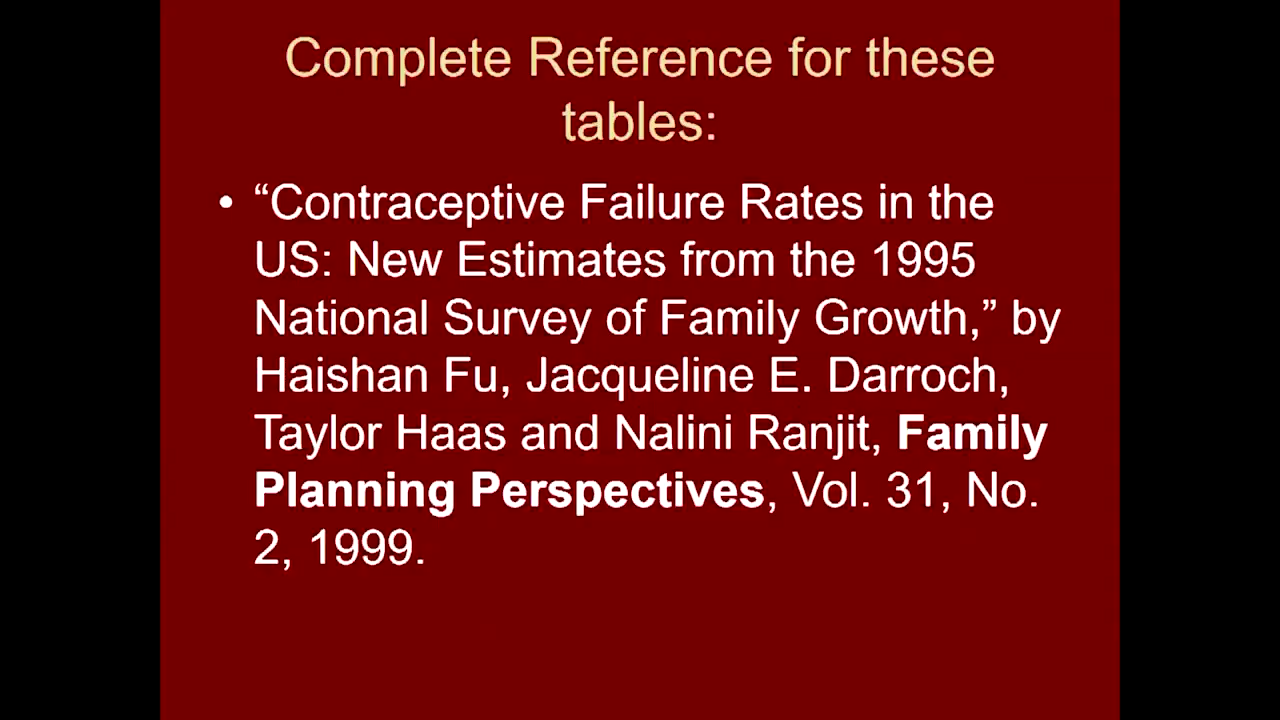 Complete Reference for these
tables:
• “Contraceptive Failure Rates in the
US: New Estimates from the 1995
National Survey of Family Growth,” by
Haishan Fu, Jacqueline E. Darroch,
Taylor Haas and Nalini Ranjit, Family
Planning Perspectives, Vol. 31, No.
2, 1999.